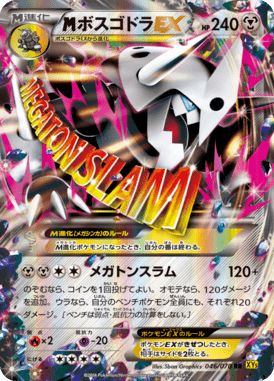 M進化
MボスゴドラEX HP240
ボスゴドラEXから進化
MEGATON SLAM!
M進化(メガシンカ)のルール
M進化ポケモンになったとき、自分の番は終わる。
メガトンスラム 120+
のぞむなら、コインを1回投げてよい。オモテなら、120ダメージ
を追加。ウラなら、自分のベンチポケモン全員にも、それぞれ20ダ
メージ。[ベンチは弱点・抵抗力の計算をしない。]
弱点 抵抗力
×2 -20
ポケモンEXのルール
ポケモンEXがきぜつしたとき、
相手はサイドを2枚とる。
にげる
Illus. 5ban Graphics 046/070 RR XY5